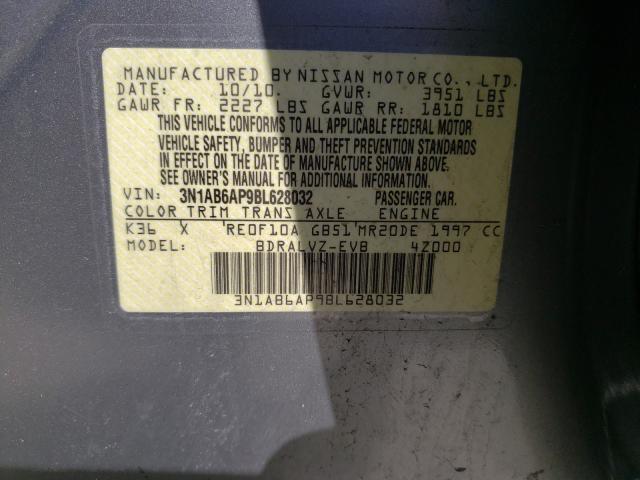 MANUFACTURED BY NISSAN MOTOR CO., LTD.
DATE: 10/10. GVWR: 3951 LBS
GAWR FR: 2227 LBS GAWR RR: 1810 LBS
THIS VEHICLE CONFORMS TO ALL APPLICABLE FEDERAL MOTOR
VEHICLE SAFETY, BUMPER AND THEFT PREVENTION STANDARDS
IN EFFECT ON THE DATE OF MANUFACTURE SHOWN ABOVE.
SEE OWNER'S MANUAL FOR ADDITIONAL INFORMATION.
VIN: 3N1AB6AP9BL628032 PASSENGER CAR.
COLOR TRIM TRANS AXLE ENGINE
K36 X 'RE0F10A GB51'MR20DE 1997 CC
MODEL: BDRALVZ-EVB 4Z000
3N1AB6AP9BL628032